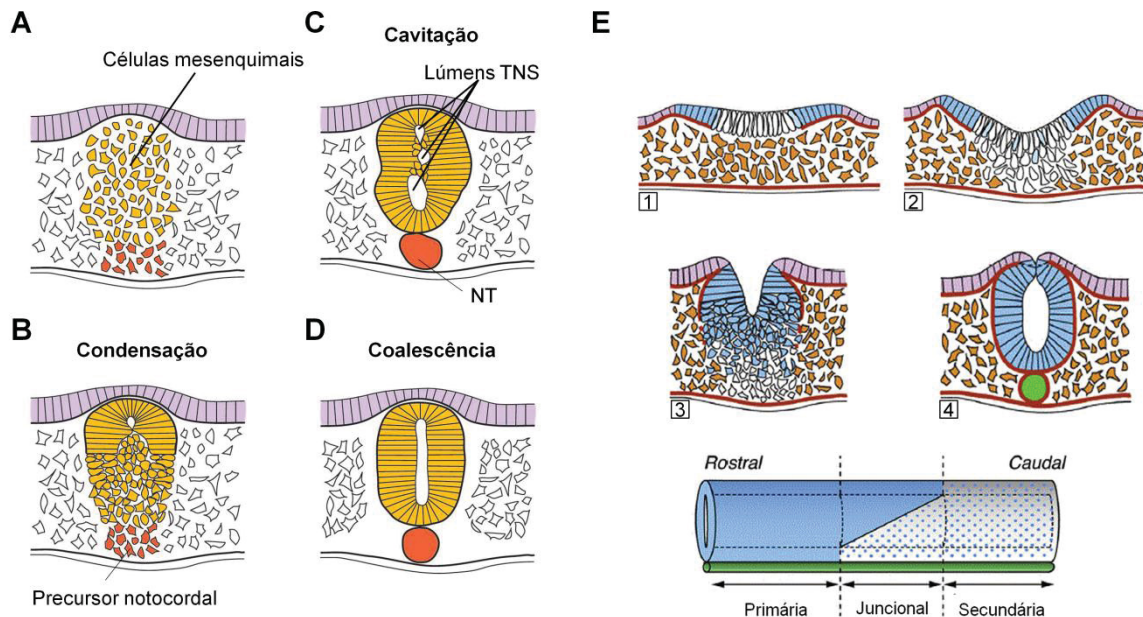 A
Células mesenquimais
B
Condensação
Precursor notocordal
C
Cavitação
Lúmens TNS
NT
D
Coalescência
E
1
2
3
4
Rostral
Caudal
Primária
Juncional
Secundária